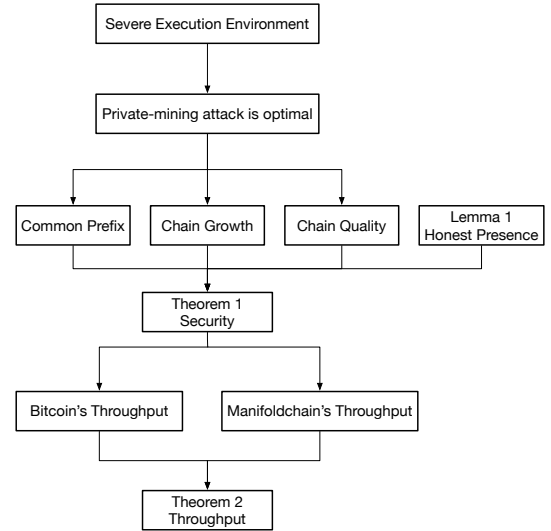 Severe Execution Environment
Private-mining attack is optimal
Common Prefix
Chain Growth
Chain Quality
Lemma 1
Honest Presence
Theorem 1
Security
Bitcoin's Throughput
Manifoldchain's Throughput
Theorem 2
Throughput